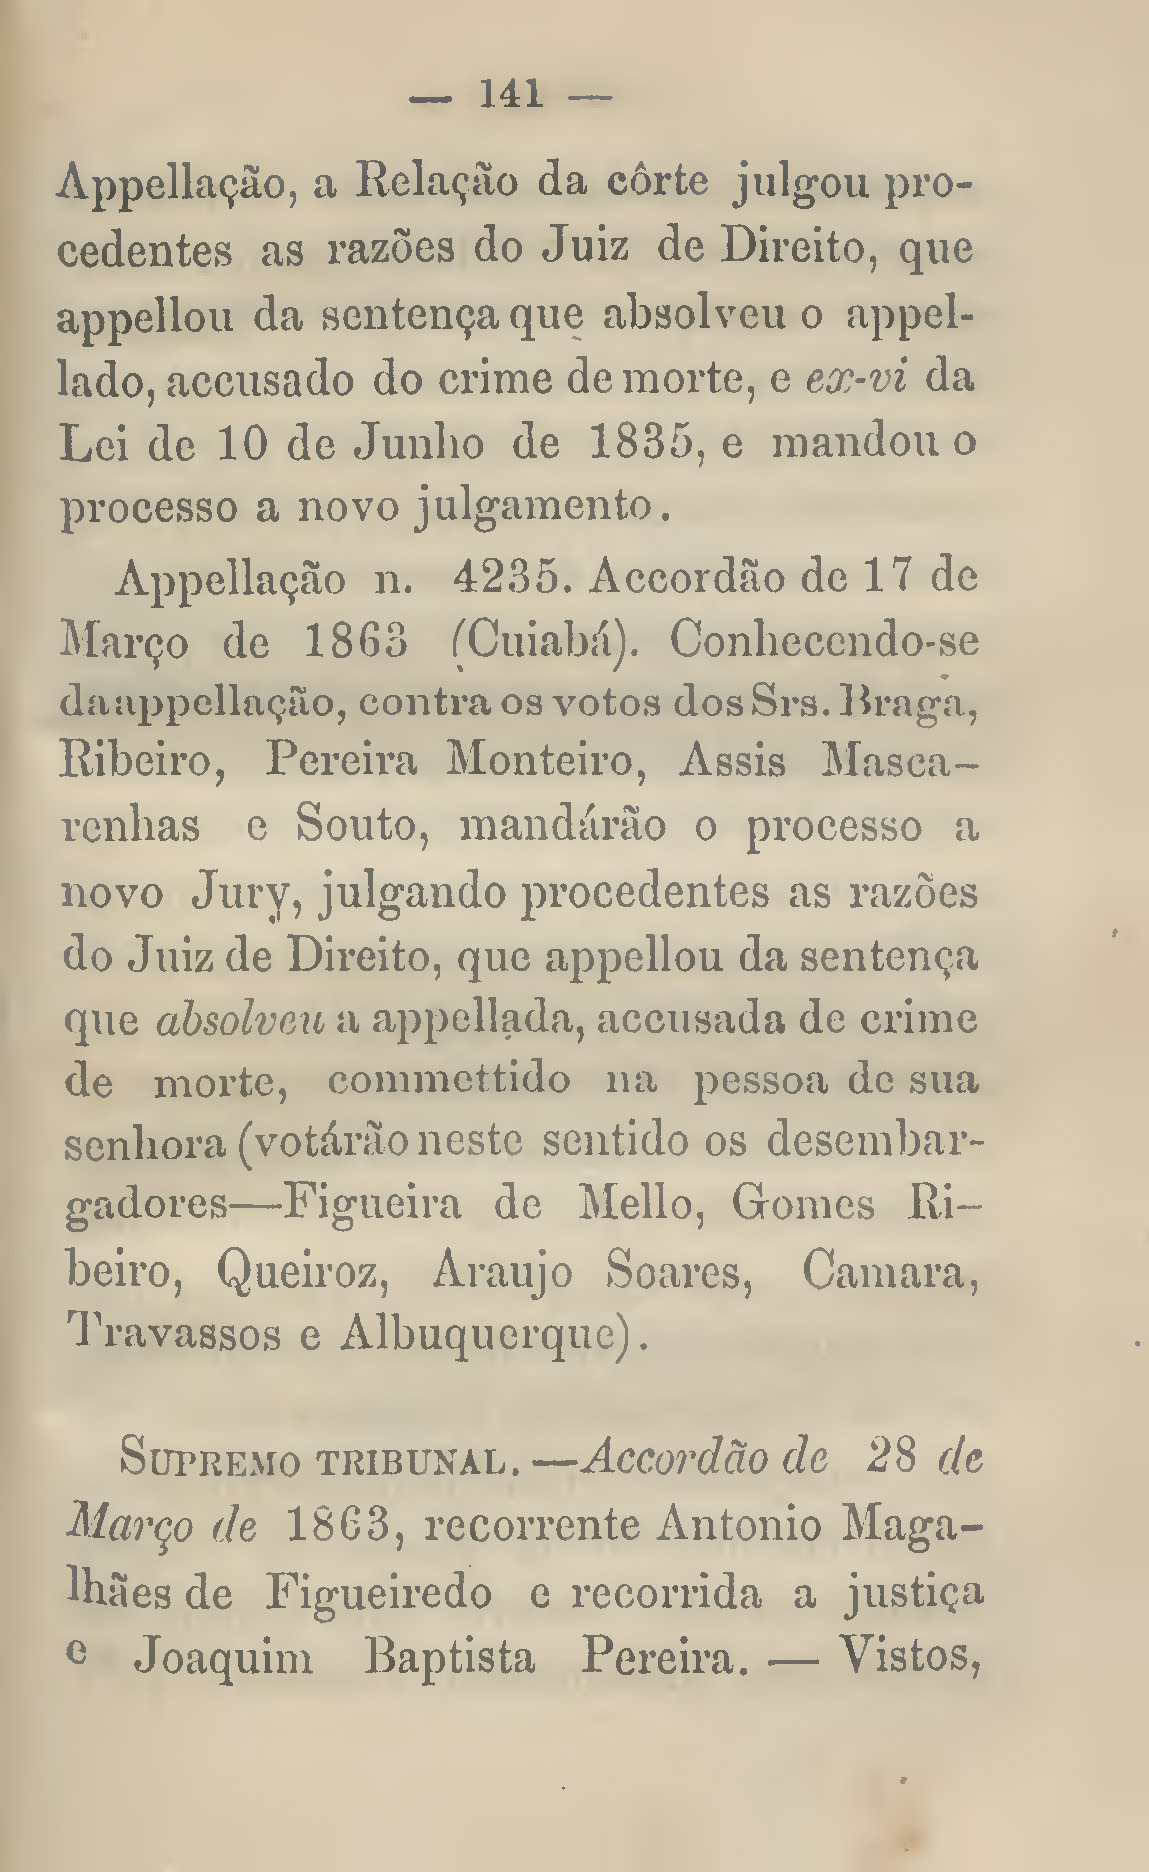 — 141 —
Appellação, a Relação da côrte julgou pro-
cedentes as razões do Juiz de Direito, que
appellou da sentença que absolveu o appel-
lado, accusado do crime de morte, e ex-vi da
Lei de 10 de Junho de 1835, e mandou o
processo a novo julgamento.
Appellação n. 4235. Accordão de 17 de
Março de 1863 (Cuiabá). Conhecendo-se
da appellação, contra os votos dos Srs. Braga,
Ribeiro, Pereira Monteiro, Assis Masca-
renhas e Souto, mandárão o processo a
novo Jury, julgando procedentes as razões
do Juiz de Direito, que appellou da sentença
que absolveu a appellada, accusada de crime
de morte, commettido na pessoa de sua
senhora (votárão neste sentido os desembar-
gadores—Figueira de Mello, Gomes Ri-
beiro, Queiroz, Araujo Soares, Camara,
Travassos e Albuquerque).
SUPREMO TRIBUNAL.—Accordão de 28 de
Março de 1863, recorrente Antonio Maga-
lhães de Figueiredo e recorrida a justiça
e Joaquim Baptista Pereira. — Vistos,